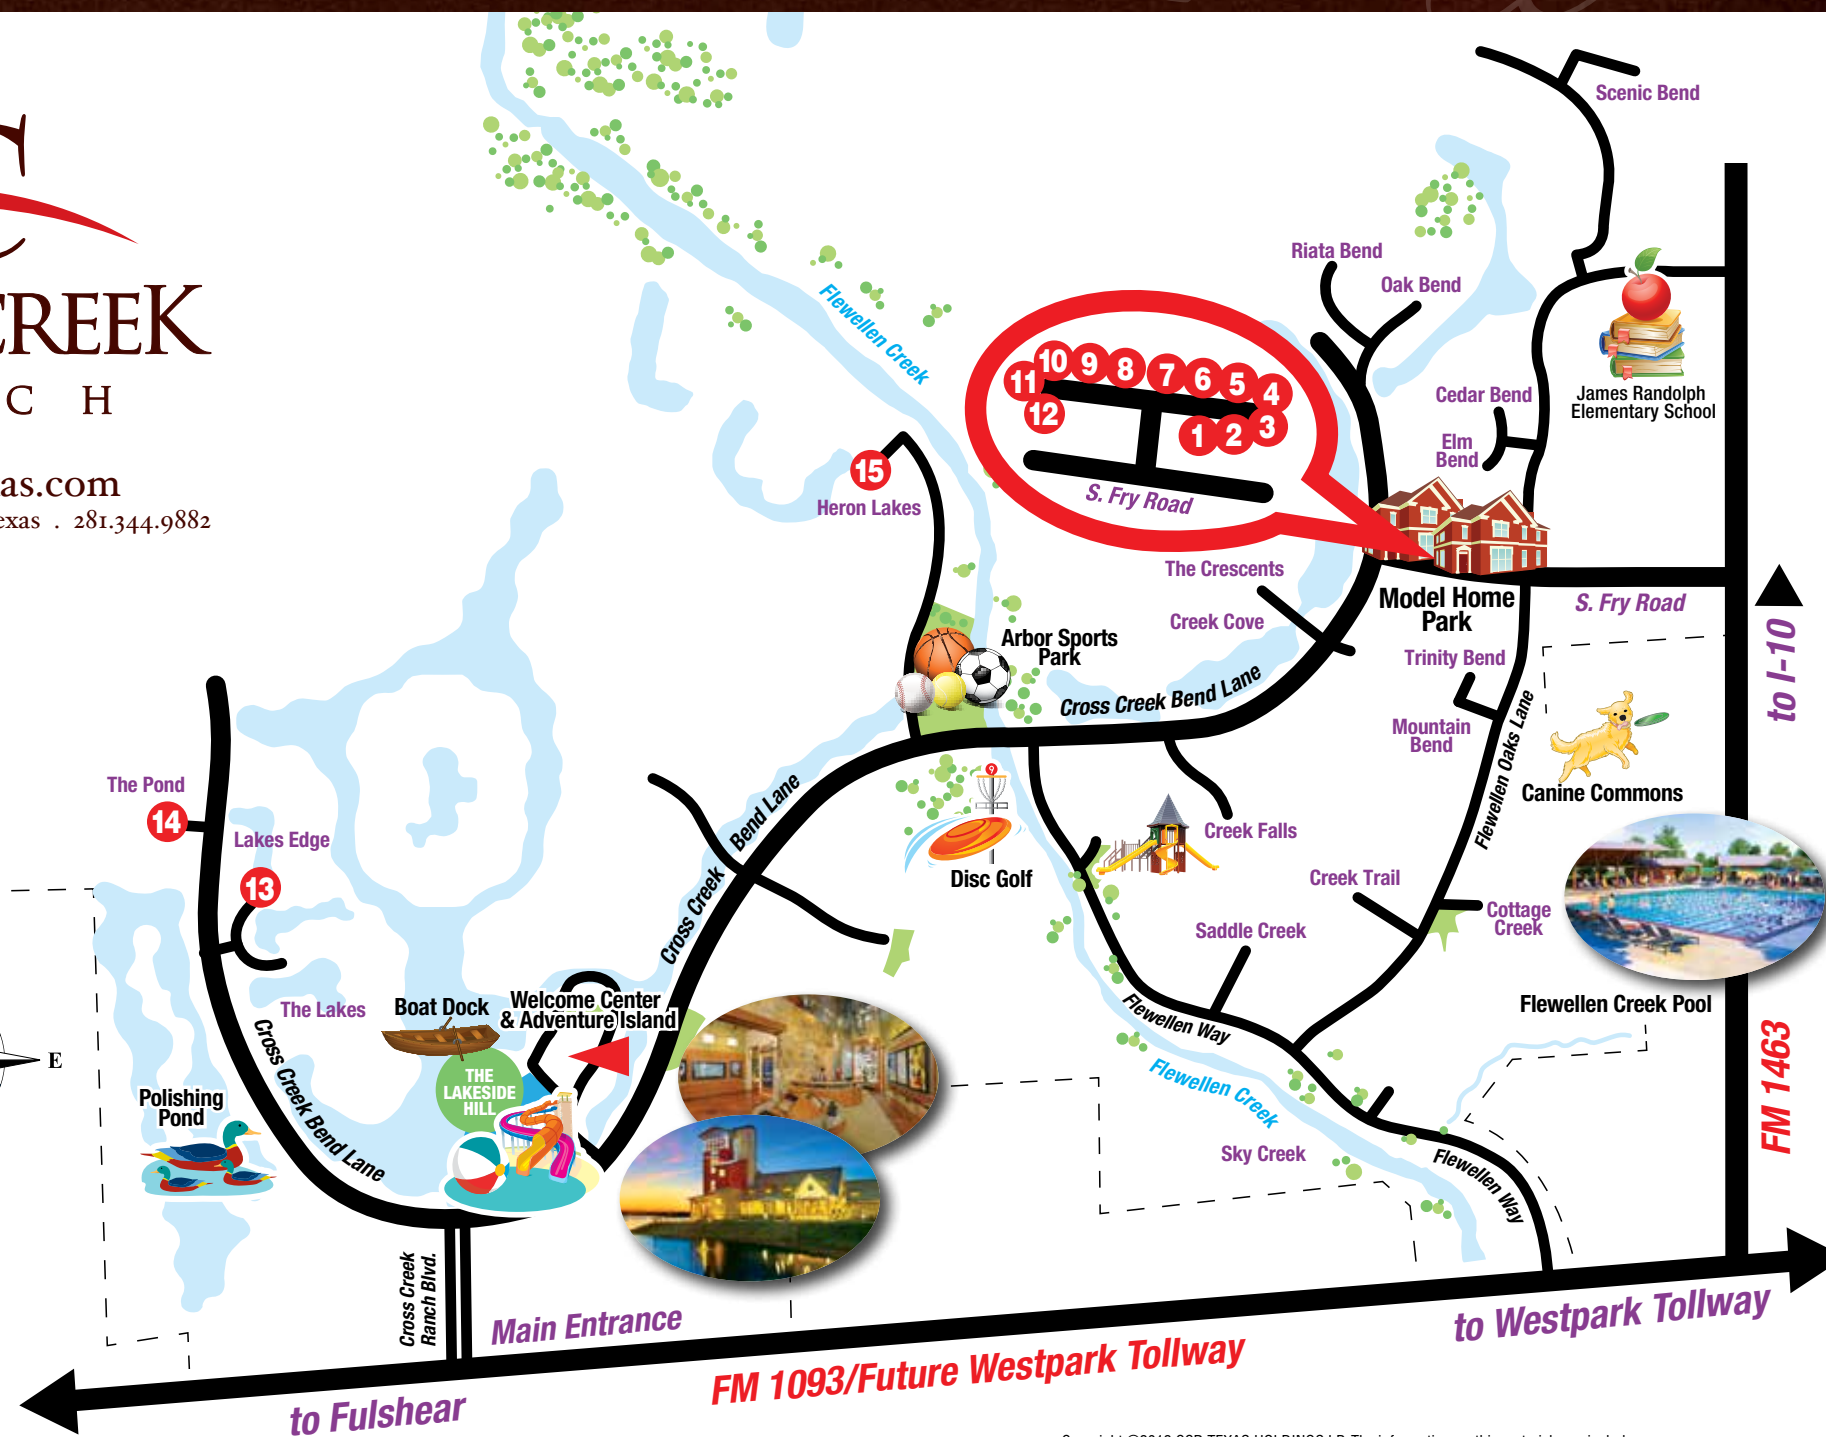 CREEK
C H
as.com
exas . 281.344.9882
E
Scenic Bend
Riata Bend
Oak Bend
Flewellen Creek
10 9 8 7 6 5 4
11
12
1 2 3
S. Fry Road
Cedar Bend
Elm
Bend
James Randolph
Elementary School
15
Heron Lakes
The Crescents
Creek Cove
Model Home
Park
S. Fry Road
to I-10
Arbor Sports
Park
Cross Creek Bend Lane
Trinity Bend
Mountain
Bend
Flewellen Oaks Lane
Canine Commons
The Pond
14
Lakes Edge
13
Cross Creek Bend Lane
9
Disc Golf
Creek Falls
Creek Trail
Cottage
Creek
Saddle Creek
Flewellen Creek Pool
The Lakes
Boat Dock
Welcome Center
& Adventure Island
THE
LAKESIDE
HILL
Cross Creek Bend Lane
Polishing
Pond
Flewellen Way
Flewellen Creek
Sky Creek
Flewellen Way
FM 1463
Cross Creek
Ranch Blvd.
Main Entrance
to Westpark Tollway
FM 1093/Future Westpark Tollway
to Fulshear